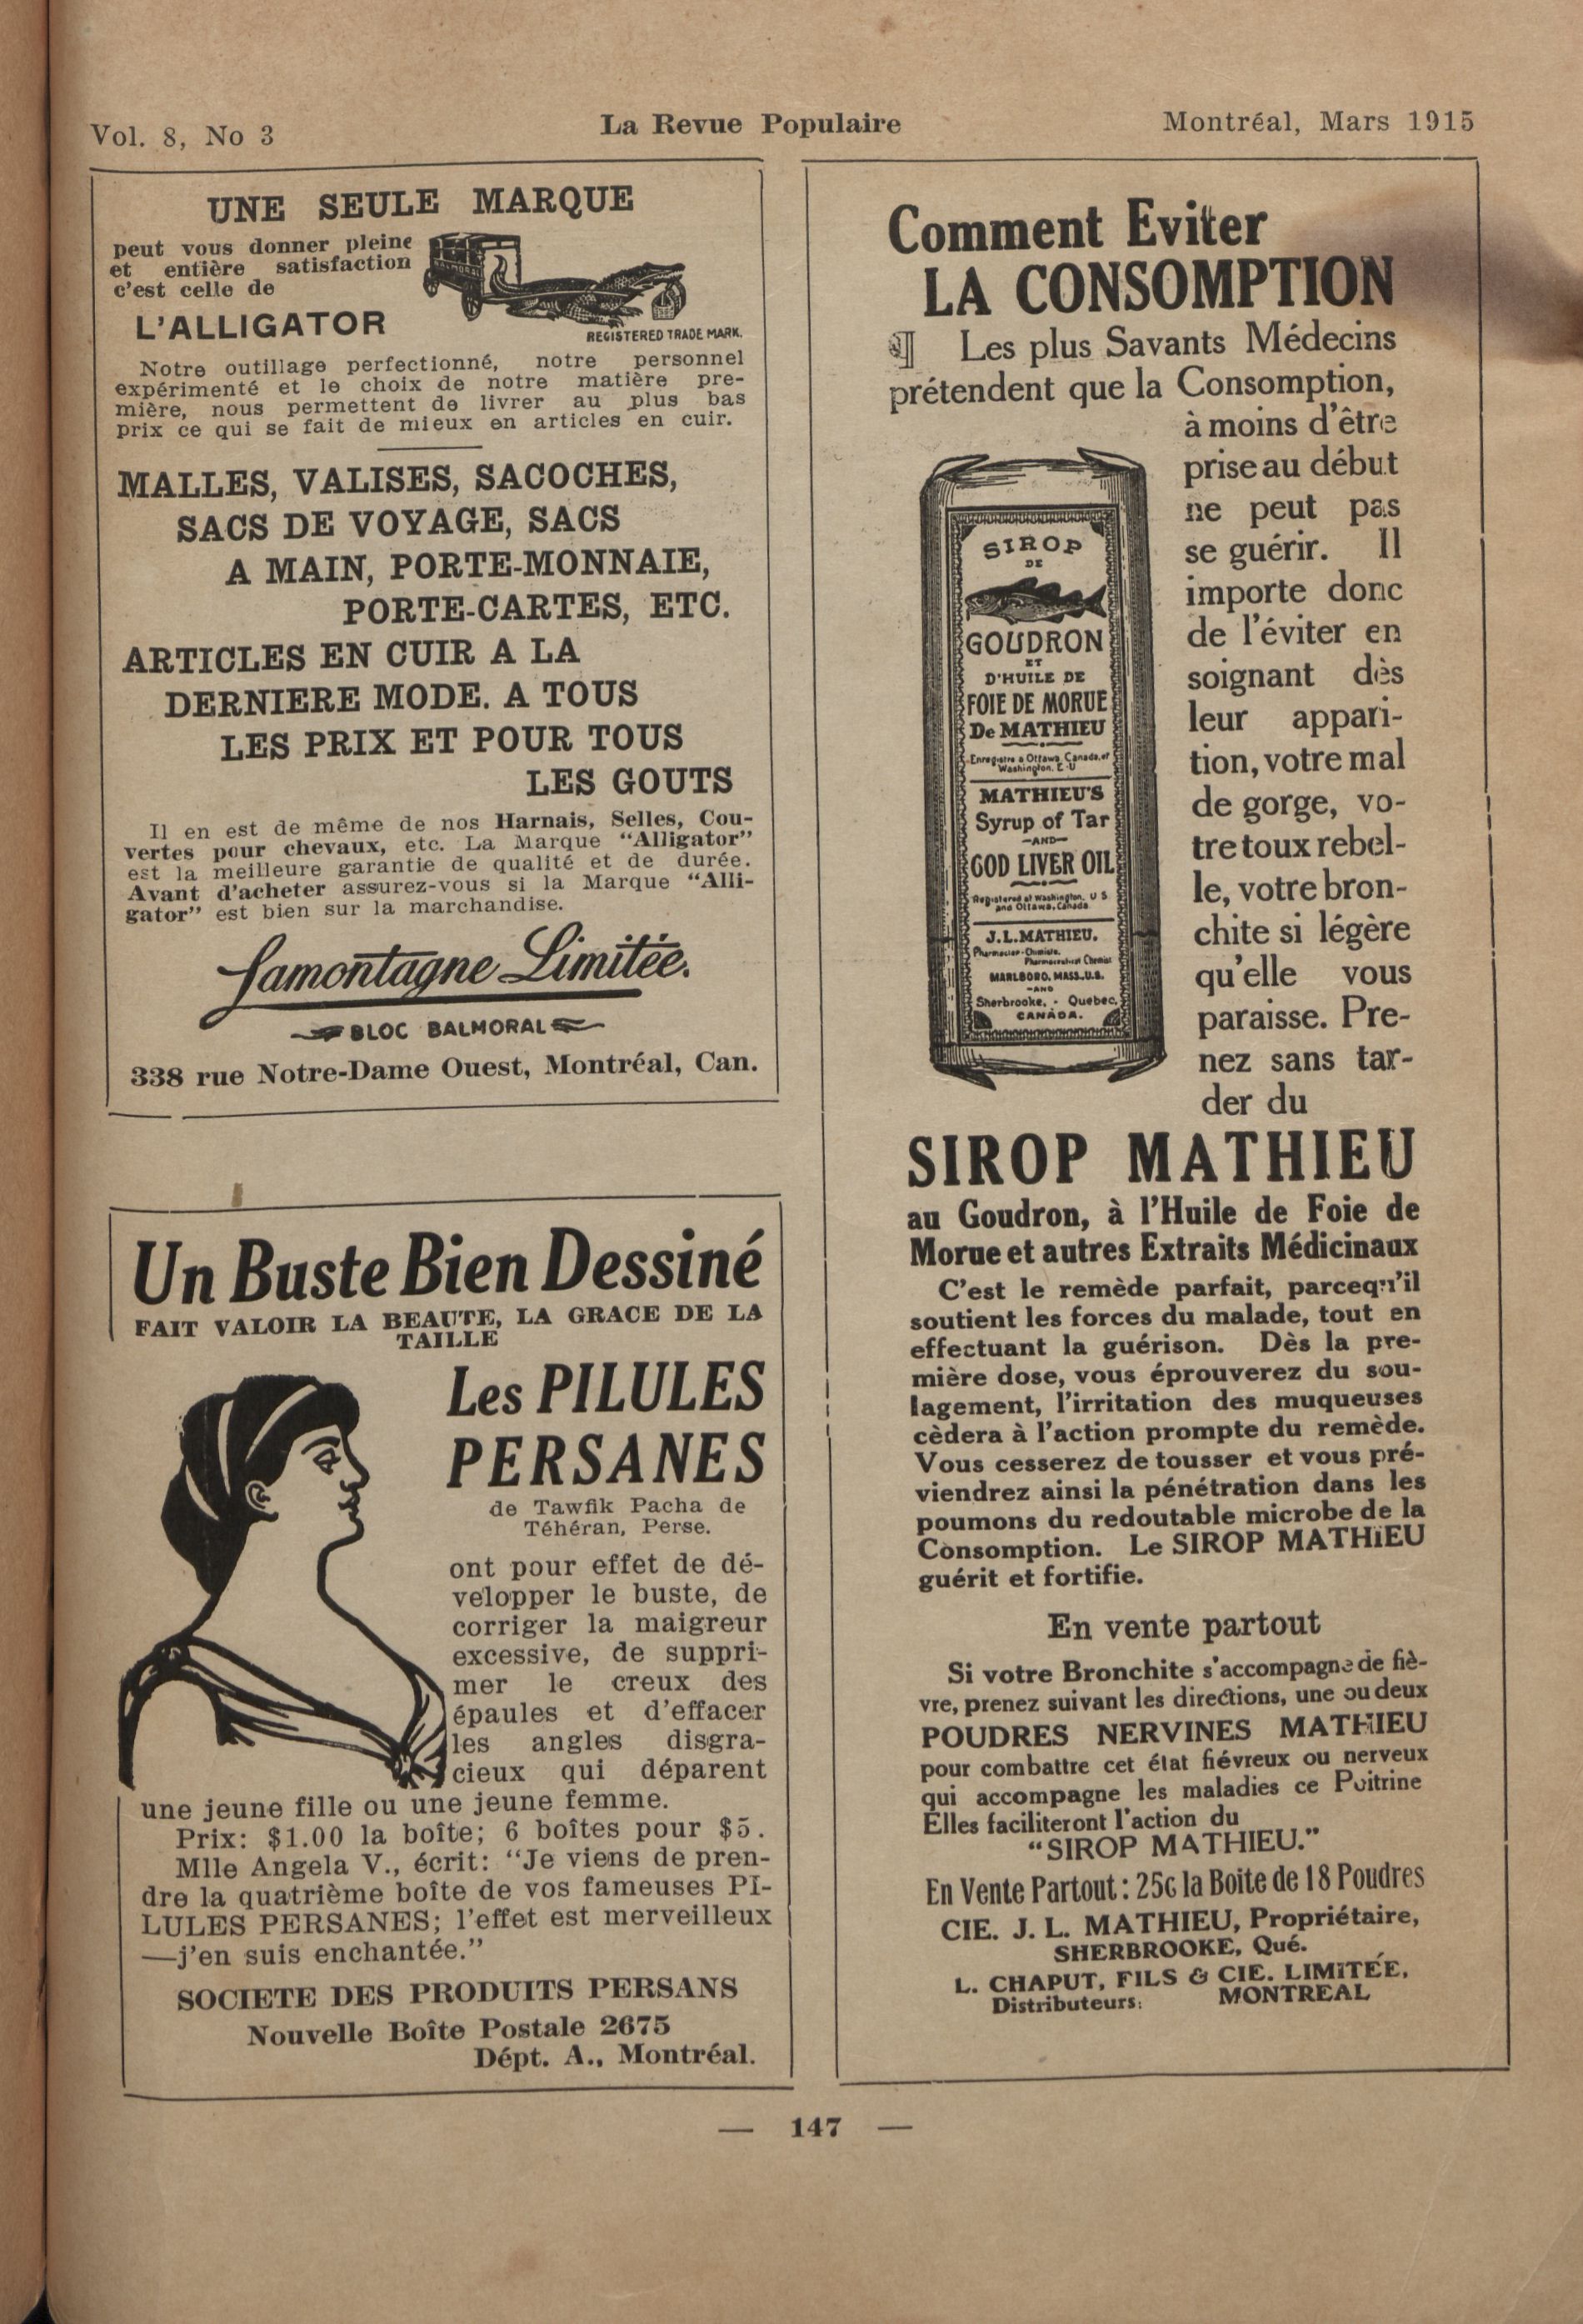 Vol. 8, No 3
La Revue Populaire
Montréal, Mars 1915
UNE SEULE MARQUE
peut vous donner pleine
et entière satisfaction
c'est celle de
L'ALLIGATOR
REGISTERED TRADE MARK.
Notre outillage perfectionné, notre personnel
expérimenté et le choix de notre matière pre-
mière, nous permettent de livrer au plus bas
prix ce qui se fait de mieux en articles en cuir.
MALLES, VALISES, SACOCHES,
SACS DE VOYAGE, SACS
A MAIN, PORTE-MONNAIE,
PORTE-CARTES, ETC.
ARTICLES EN CUIR A LA
DERNIERE MODE. A TOUS
LES PRIX ET POUR TOUS
LES GOUTS
Il en est de même de nos Harnais, Selles, Cou-
vertes pour chevaux, etc. La Marque "Alligator"
est la meilleure garantie de qualité et de durée.
Avant d'acheter assurez-vous si la Marque "Alli-
gator" est bien sur la marchandise.
Lamontagne Limitée.
BLOC BALMORAL
338 rue Notre-Dame Ouest, Montréal, Can.
Un Buste Bien Dessiné
FAIT VALOIR LA BEAUTE, LA GRACE DE LA
TAILLE
Les PILULES
PERSANES
de Tawfik Pacha de
Téhéran, Perse.
ont pour effet de dé-
velopper le buste, de
corriger la maigreur
excessive, de suppri-
mer le creux des
épaules et d'effacer
les angles disgra-
cieux qui déparent
une jeune fille ou une jeune femme.
Prix: $1.00 la boîte; 6 boîtes pour $5.
Mlle Angela V., écrit: "Je viens de pren-
dre la quatrième boîte de vos fameuses PI-
LULES PERSANES; l'effet est merveilleux
—j'en suis enchantée."
SOCIETE DES PRODUITS PERSANS
Nouvelle Boîte Postale 2675
Dépt. A., Montréal.
Comment Eviter
LA CONSOMPTION
¶ Les plus Savants Médecins
prétendent que la Consomption,
à moins d'être
prise au début
ne peut pas
se guérir. Il
importe donc
de l'éviter en
soignant dès
leur appari-
tion, votre mal
de gorge, vo-
tre toux rebel-
le, votre bron-
chite si légère
qu'elle vous
paraisse. Pre-
nez sans tar-
der du
SIROP
DE
GOUDRON
ET
D'HUILE DE
FOIE DE MORUE
De MATHIEU
Enregistre a Ottawa, Canada, et
Washington, E-U
MATHIEU'S
Syrup of Tar
—AND—
COD LIVER OIL
Registered at Washington, U S
and Ottawa, Canada
J.L. MATHIEU.
Pharmacien-Chimiste.
Pharmaceutical Chemist
MARLBORO, MASS., U.S.
—AND
Sherbrooke, - Quebec,
CANADA.
SIROP MATHIEU
au Goudron, à l'Huile de Foie de
Morue et autres Extraits Médicinaux
C'est le remède parfait, parcequ'il
soutient les forces du malade, tout en
effectuant la guérison. Dès la pre-
mière dose, vous éprouverez du sou-
lagement, l'irritation des muqueuses
cèdera à l'action prompte du remède.
Vous cesserez de tousser et vous pré-
viendrez ainsi la pénétration dans les
poumons du redoutable microbe de la
Consomption. Le SIROP MATHIEU
guérit et fortifie.
En vente partout
Si votre Bronchite s'accompagne de fiè-
vre, prenez suivant les directions, une ou deux
POUDRES NERVINES MATHIEU
pour combattre cet état fiévreux ou nerveux
qui accompagne les maladies ce Poitrine
Elles faciliteront l'action du
"SIROP MATHIEU."
En Vente Partout: 25c la Boite de 18 Poudres
CIE. J. L. MATHIEU, Propriétaire,
SHERBROOKE, Qué.
L. CHAPUT, FILS & CIE. LIMITÉE,
Distributeurs: MONTREAL
— 147 —